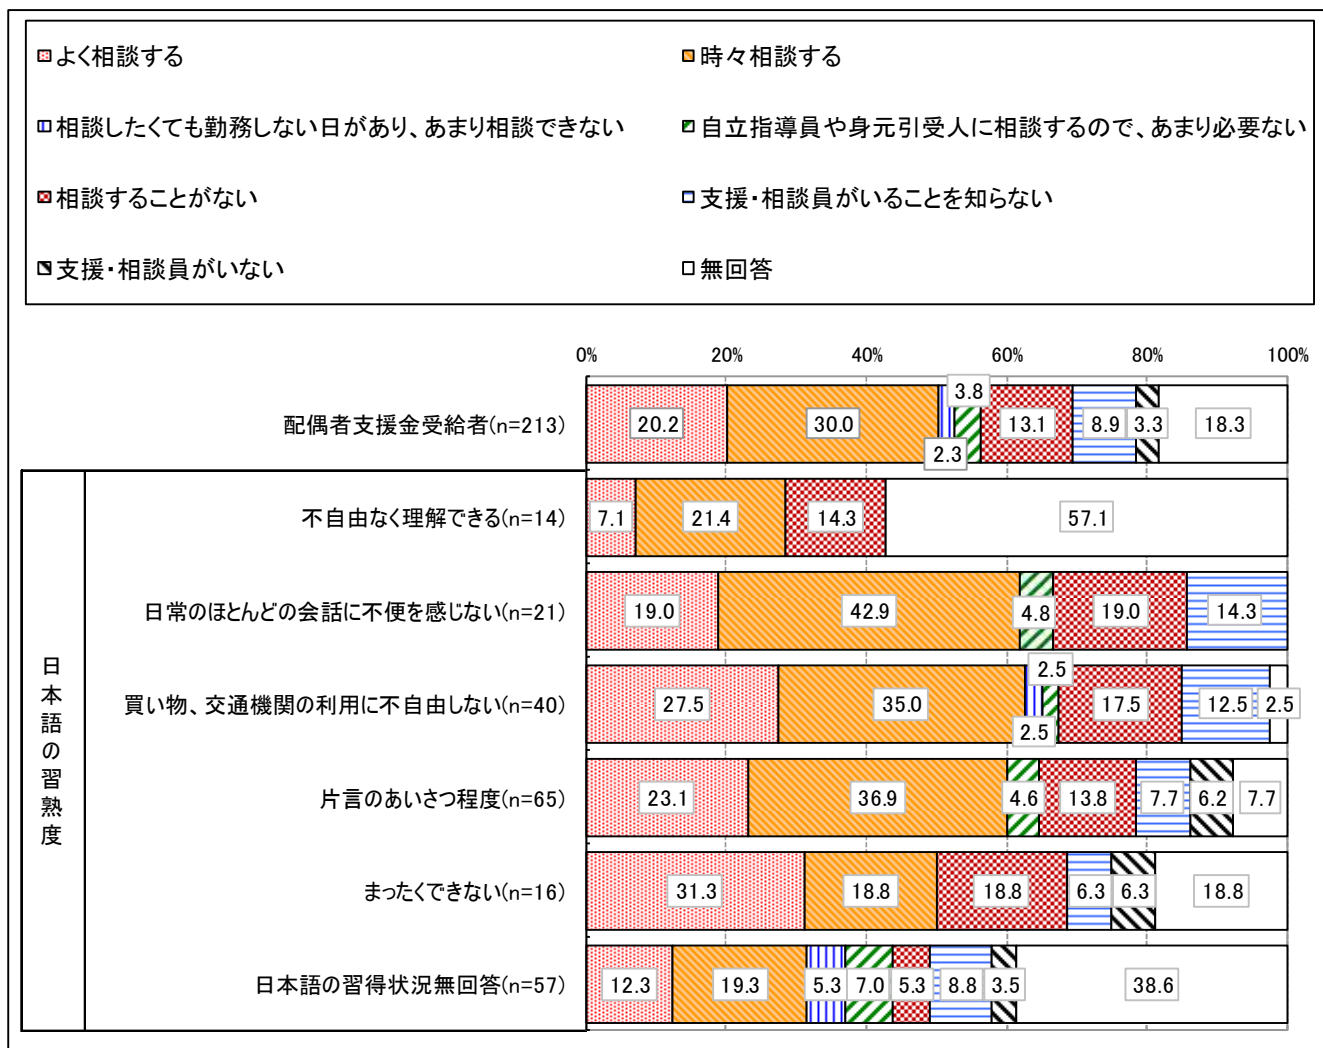 よく相談する
時々相談する
相談したくても勤務しない日があり、あまり相談できない
自立指導員や身元引受人に相談するので、あまり必要ない
相談することがない
支援・相談員がいることを知らない
支援・相談員がいない
無回答
0% 20% 40% 60% 80% 100%
配偶者支援金受給者(n=213) 20.2 30.0 2.3 3.8 13.1 8.9 3.3 18.3
日本語の習熟度
不自由なく理解できる(n=14) 7.1 21.4 14.3 57.1
日常のほとんどの会話に不便を感じない(n=21) 19.0 42.9 4.8 19.0 14.3
買い物、交通機関の利用に不自由しない(n=40) 27.5 35.0 2.5 2.5 17.5 12.5 2.5
片言のあいさつ程度(n=65) 23.1 36.9 4.6 13.8 7.7 6.2 7.7
まったくできない(n=16) 31.3 18.8 18.8 6.3 6.3 18.8
日本語の習得状況無回答(n=57) 12.3 19.3 5.3 7.0 5.3 8.8 3.5 38.6